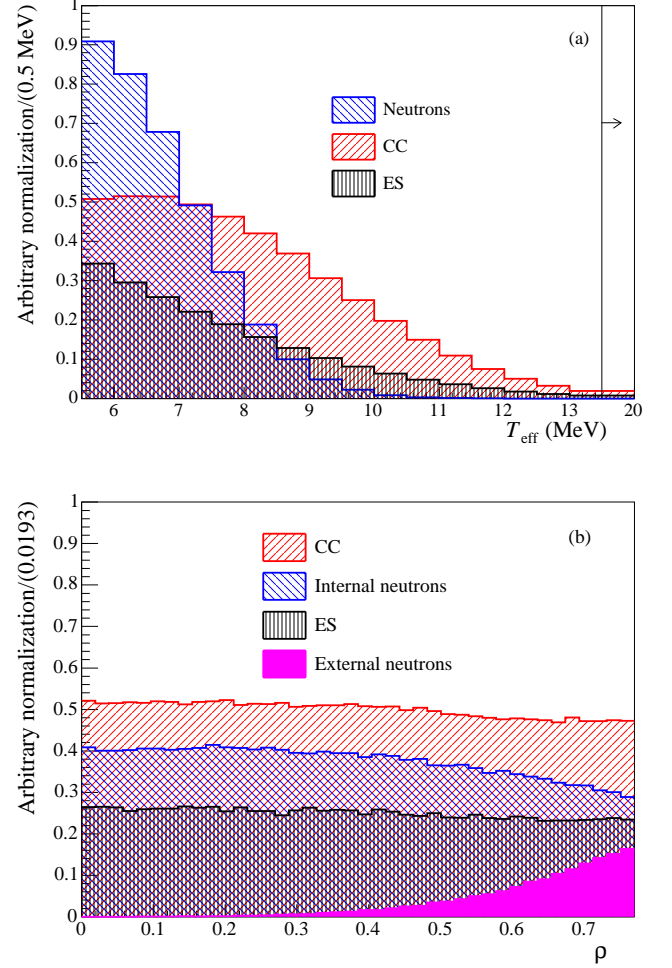 Arbitrary normalization/(0.5 MeV)
1
0.9
0.8
0.7
0.6
0.5
0.4
0.3
0.2
0.1
0
(a)
Neutrons
CC
ES
6 7 8 9 10 11 12 13 20
T_eff (MeV)
Arbitrary normalization/(0.0193)
1
0.9
0.8
0.7
0.6
0.5
0.4
0.3
0.2
0.1
0
(b)
CC
Internal neutrons
ES
External neutrons
0 0.1 0.2 0.3 0.4 0.5 0.6 0.7
ρ